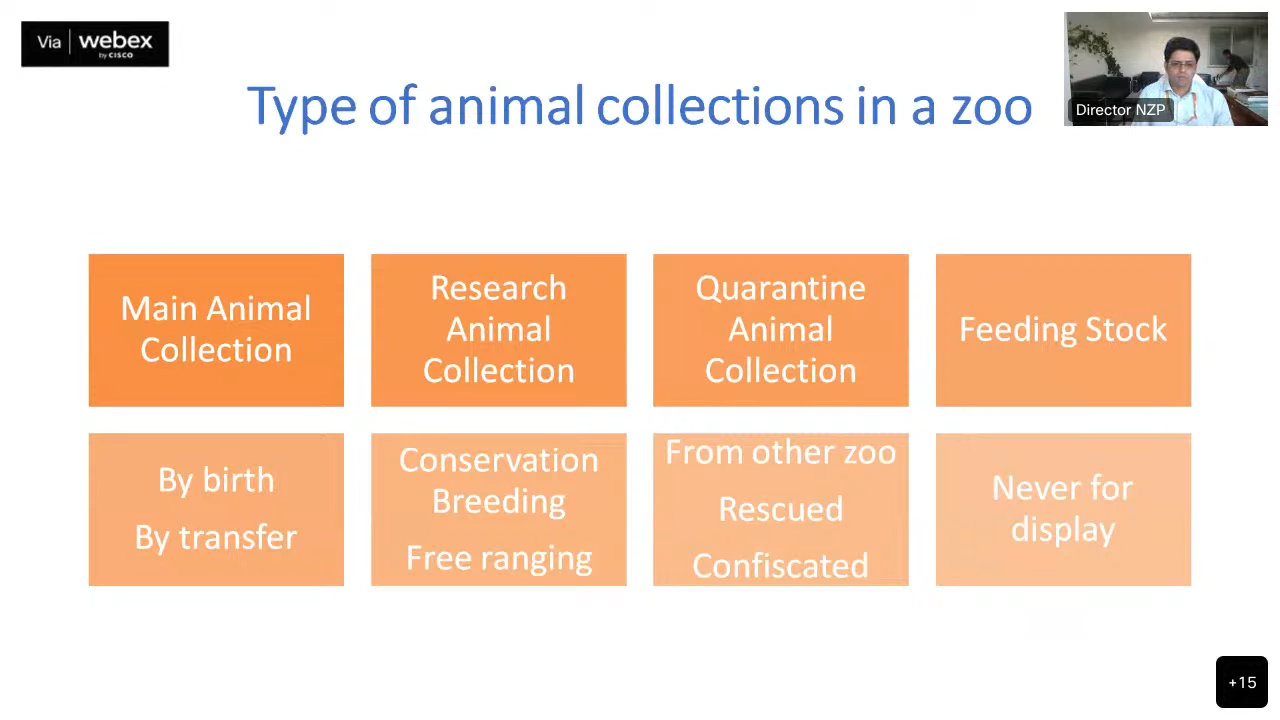 Via webex
by CISCO
Director NZP
Type of animal collections in a zoo
Main Animal
Collection
Research
Animal
Collection
Quarantine
Animal
Collection
Feeding Stock
By birth
By transfer
Conservation
Breeding
Free ranging
From other zoo
Rescued
Confiscated
Never for
display
+15